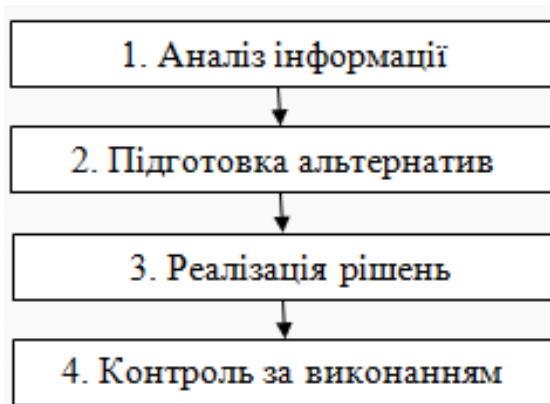 1. Аналіз інформації
2. Підготовка альтернатив
3. Реалізація рішень
4. Контроль за виконанням